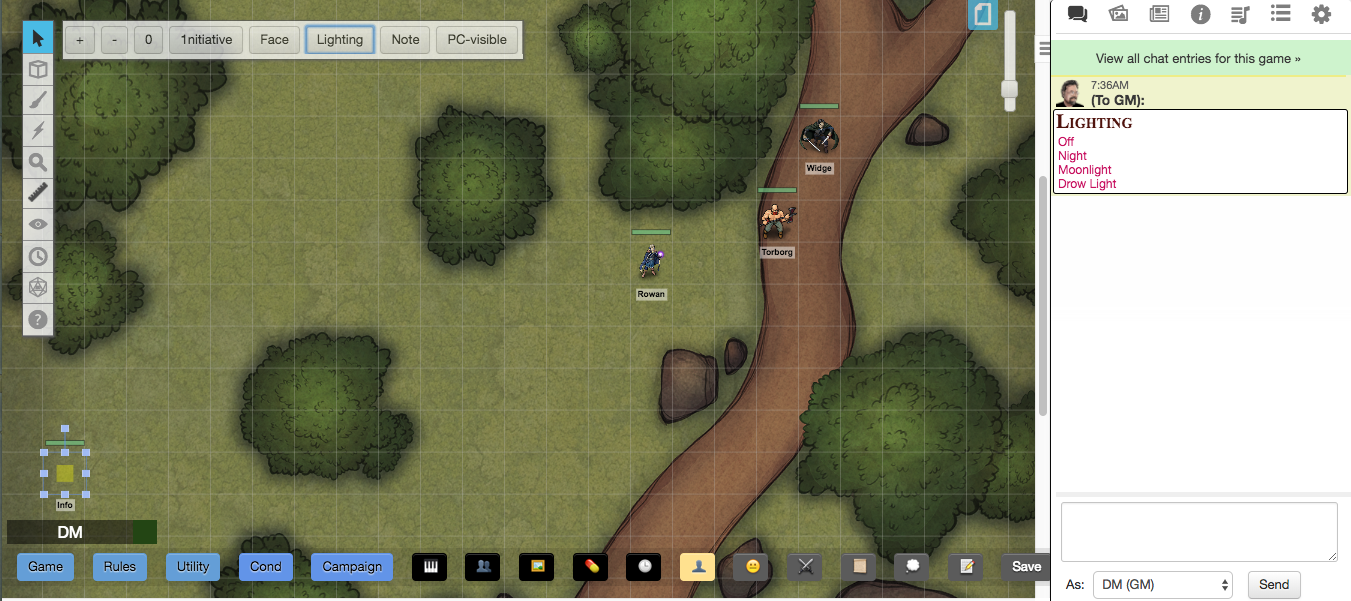 + - 0 1nitiative Face Lighting Note PC-visible
View all chat entries for this game »
7:36AM
(To GM):
Lighting
Off
Night
Moonlight
Drow Light
Widge
Torborg
Rowan
Info
DM
Game Rules Utility Cond Campaign Save
As: DM (GM) Send